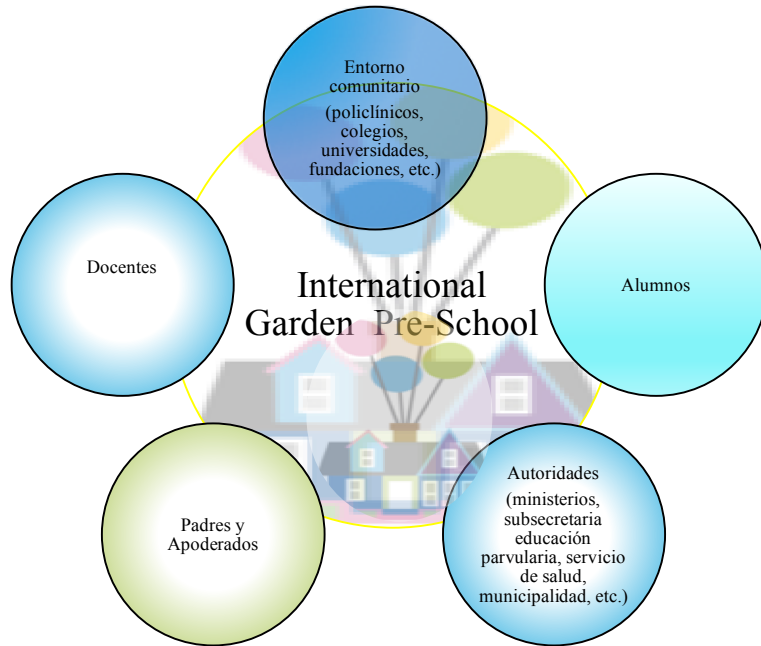 Entorno
comunitario
(policlínicos,
colegios,
universidades,
fundaciones, etc.)
Docentes
International
Garden Pre-School
Alumnos
Padres y
Apoderados
Autoridades
(ministerios,
subsecretaria
educación
parvularia, servicio
de salud,
municipalidad, etc.)